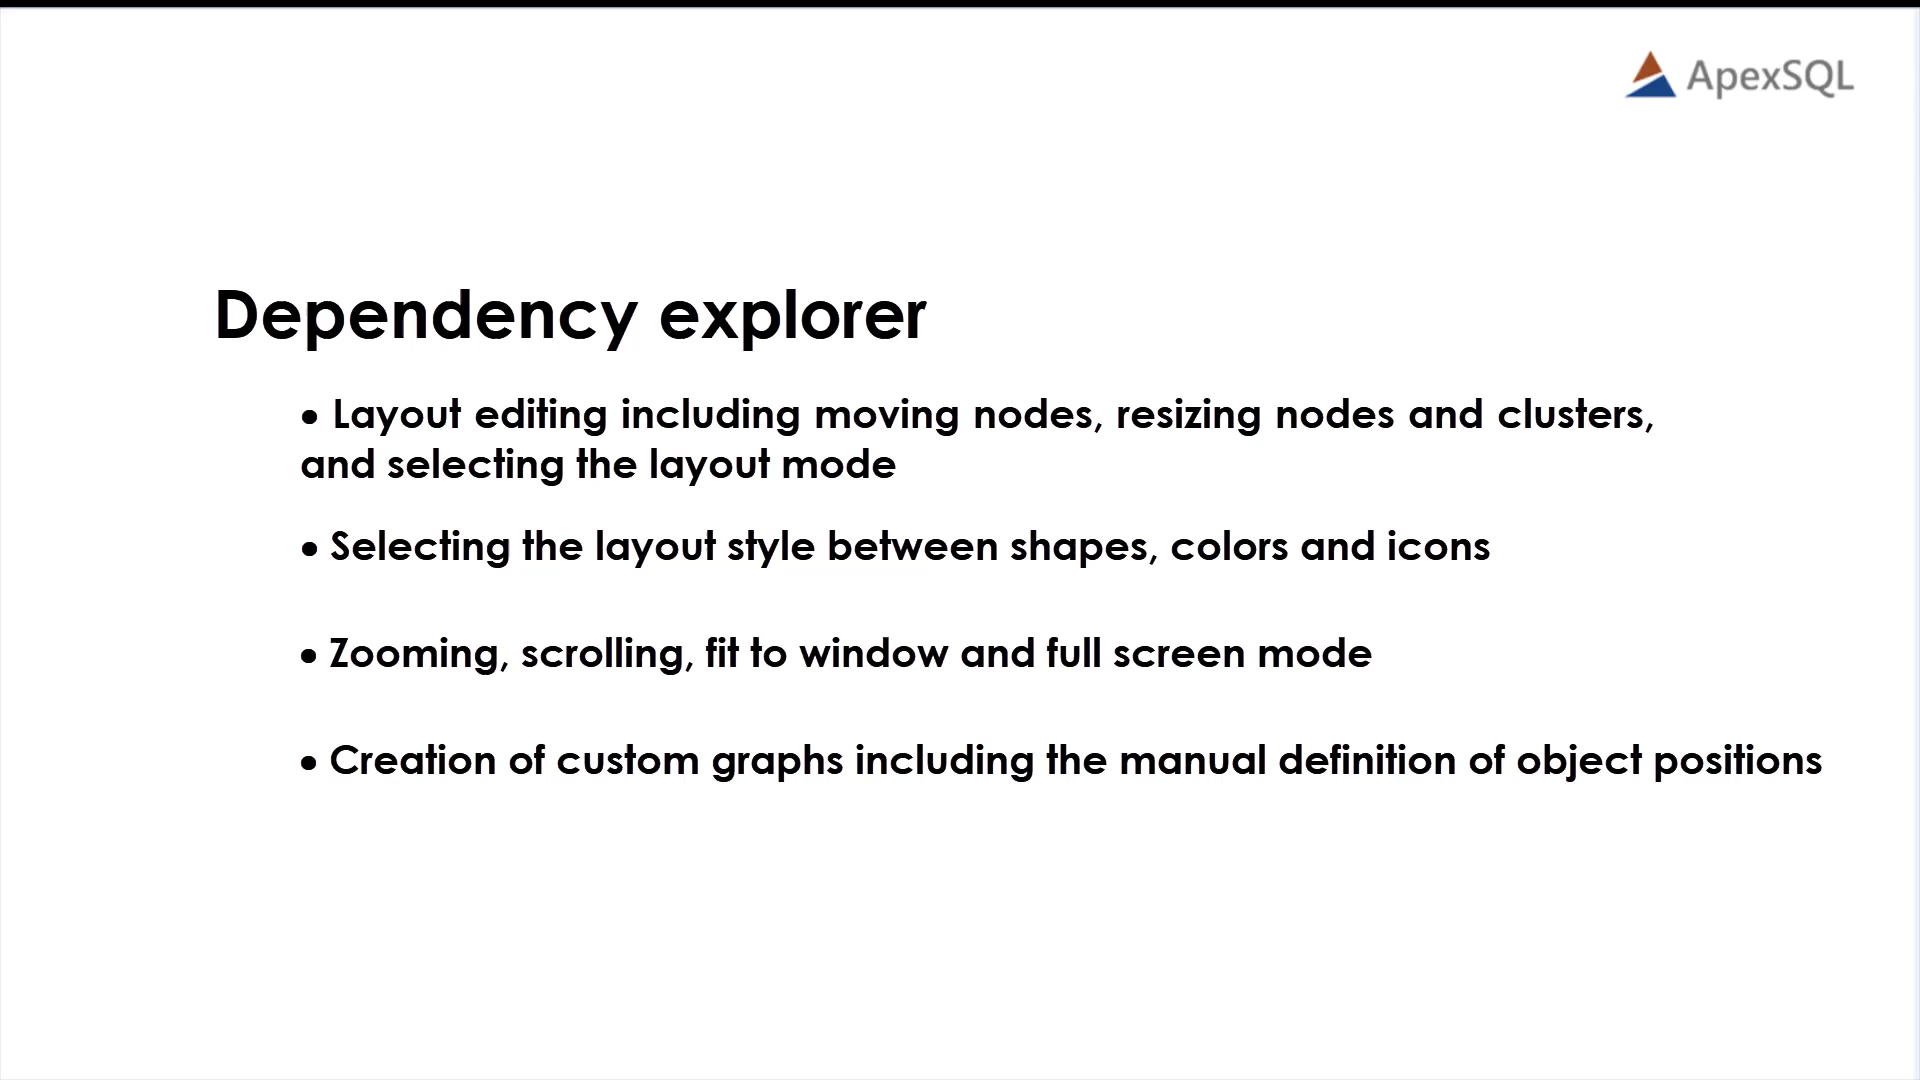 ApexSQL
Dependency explorer
• Layout editing including moving nodes, resizing nodes and clusters,
and selecting the layout mode
• Selecting the layout style between shapes, colors and icons
• Zooming, scrolling, fit to window and full screen mode
• Creation of custom graphs including the manual definition of object positions